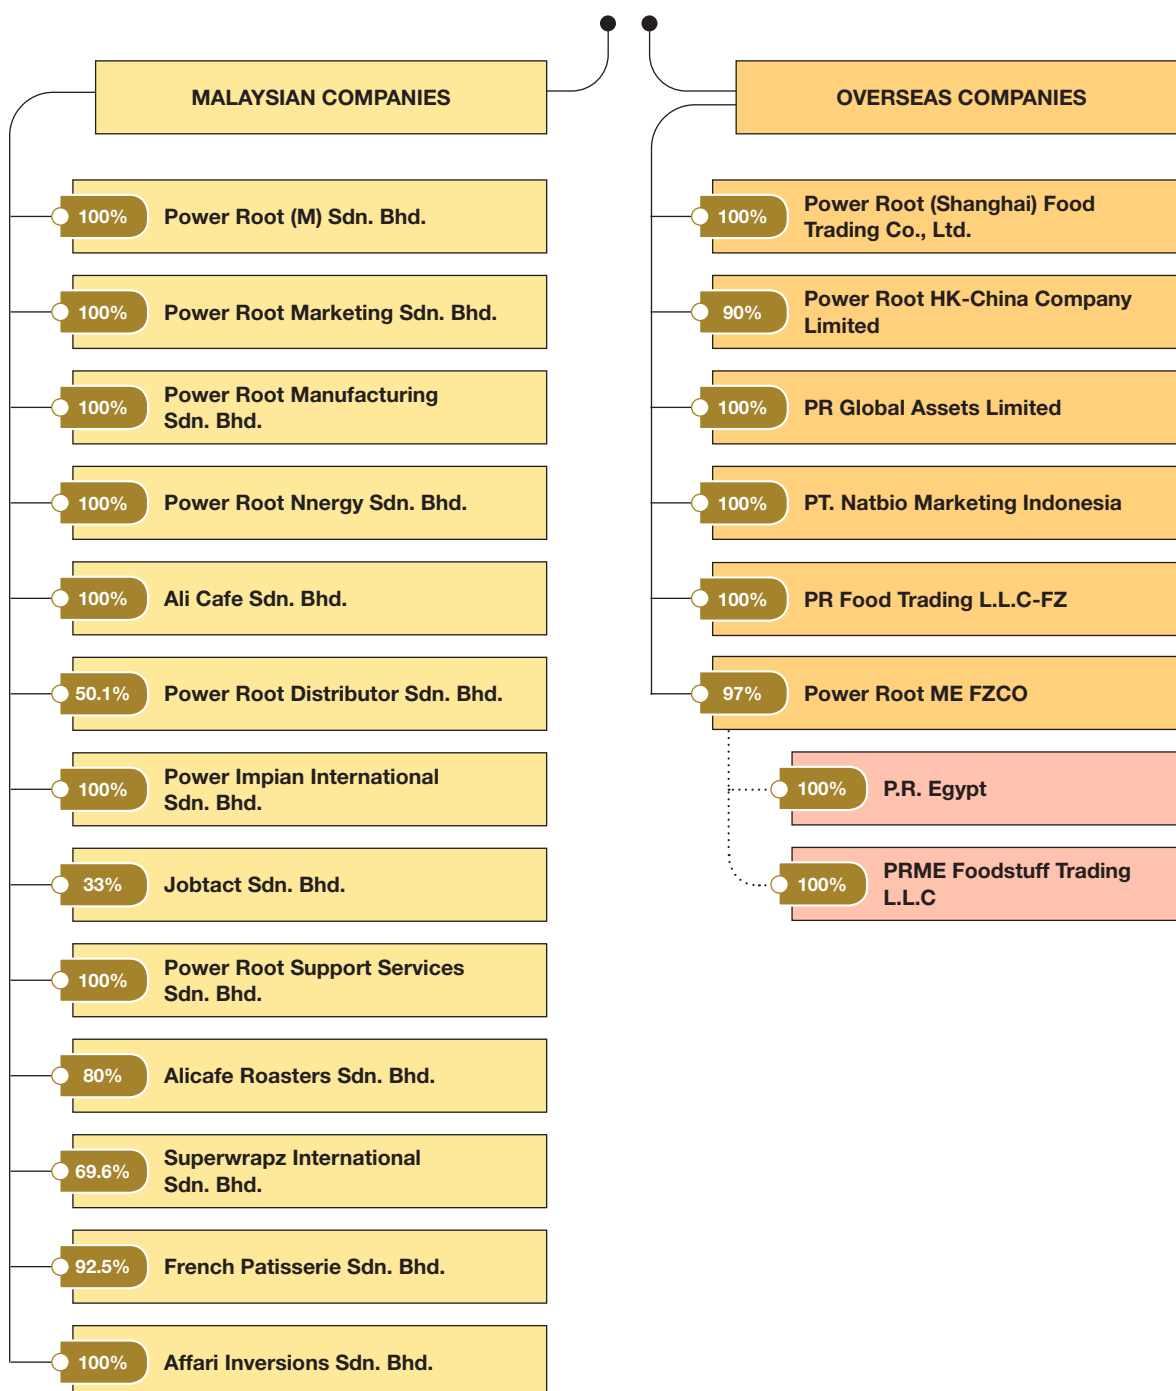 MALAYSIAN COMPANIES
100%
Power Root (M) Sdn. Bhd.
100%
Power Root Marketing Sdn. Bhd.
100%
Power Root Manufacturing
Sdn. Bhd.
100%
Power Root Nnergy Sdn. Bhd.
100%
Ali Cafe Sdn. Bhd.
50.1%
Power Root Distributor Sdn. Bhd.
100%
Power Impian International
Sdn. Bhd.
33%
Jobtact Sdn. Bhd.
100%
Power Root Support Services
Sdn. Bhd.
80%
Alicafe Roasters Sdn. Bhd.
69.6%
Superwrapz International
Sdn. Bhd.
92.5%
French Patisserie Sdn. Bhd.
100%
Affari Inversions Sdn. Bhd.
OVERSEAS COMPANIES
100%
Power Root (Shanghai) Food
Trading Co., Ltd.
90%
Power Root HK-China Company
Limited
100%
PR Global Assets Limited
100%
PT. Natbio Marketing Indonesia
100%
PR Food Trading L.L.C-FZ
97%
Power Root ME FZCO
100%
P.R. Egypt
100%
PRME Foodstuff Trading
L.L.C